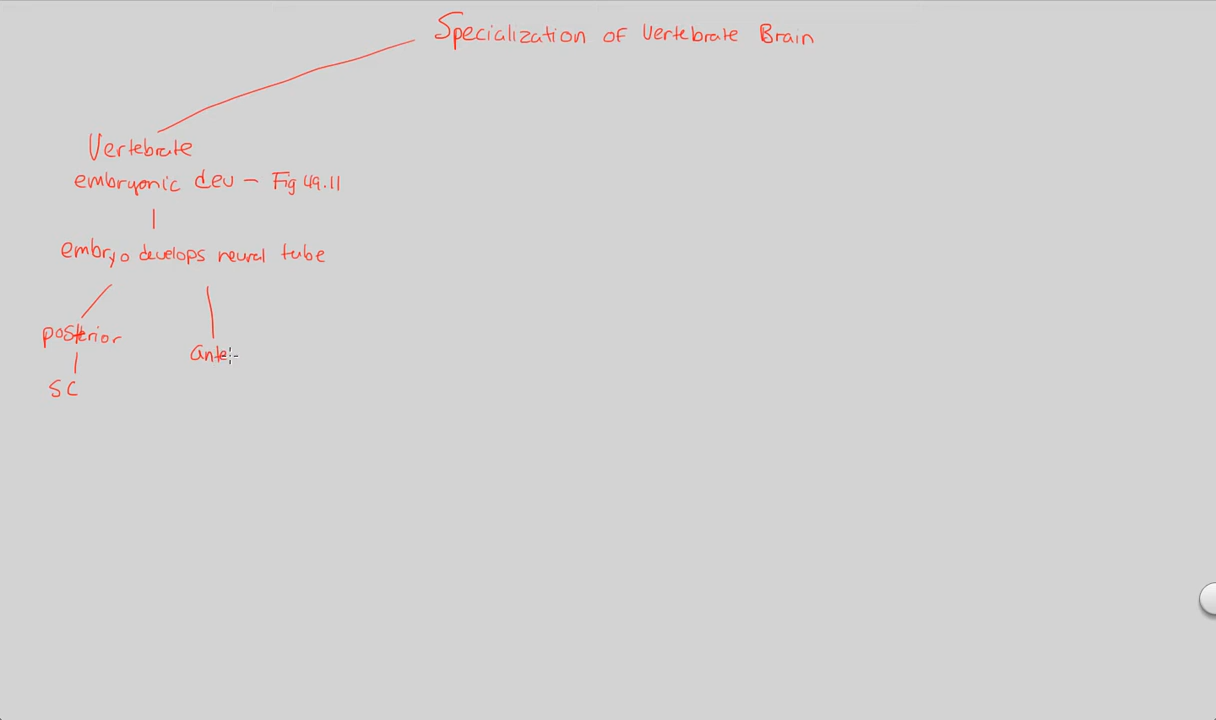 Specialization of Vertebrate Brain
Vertebrate
embryonic dev - Fig 49.11
embryo develops neural tube
posterior
ante
SC